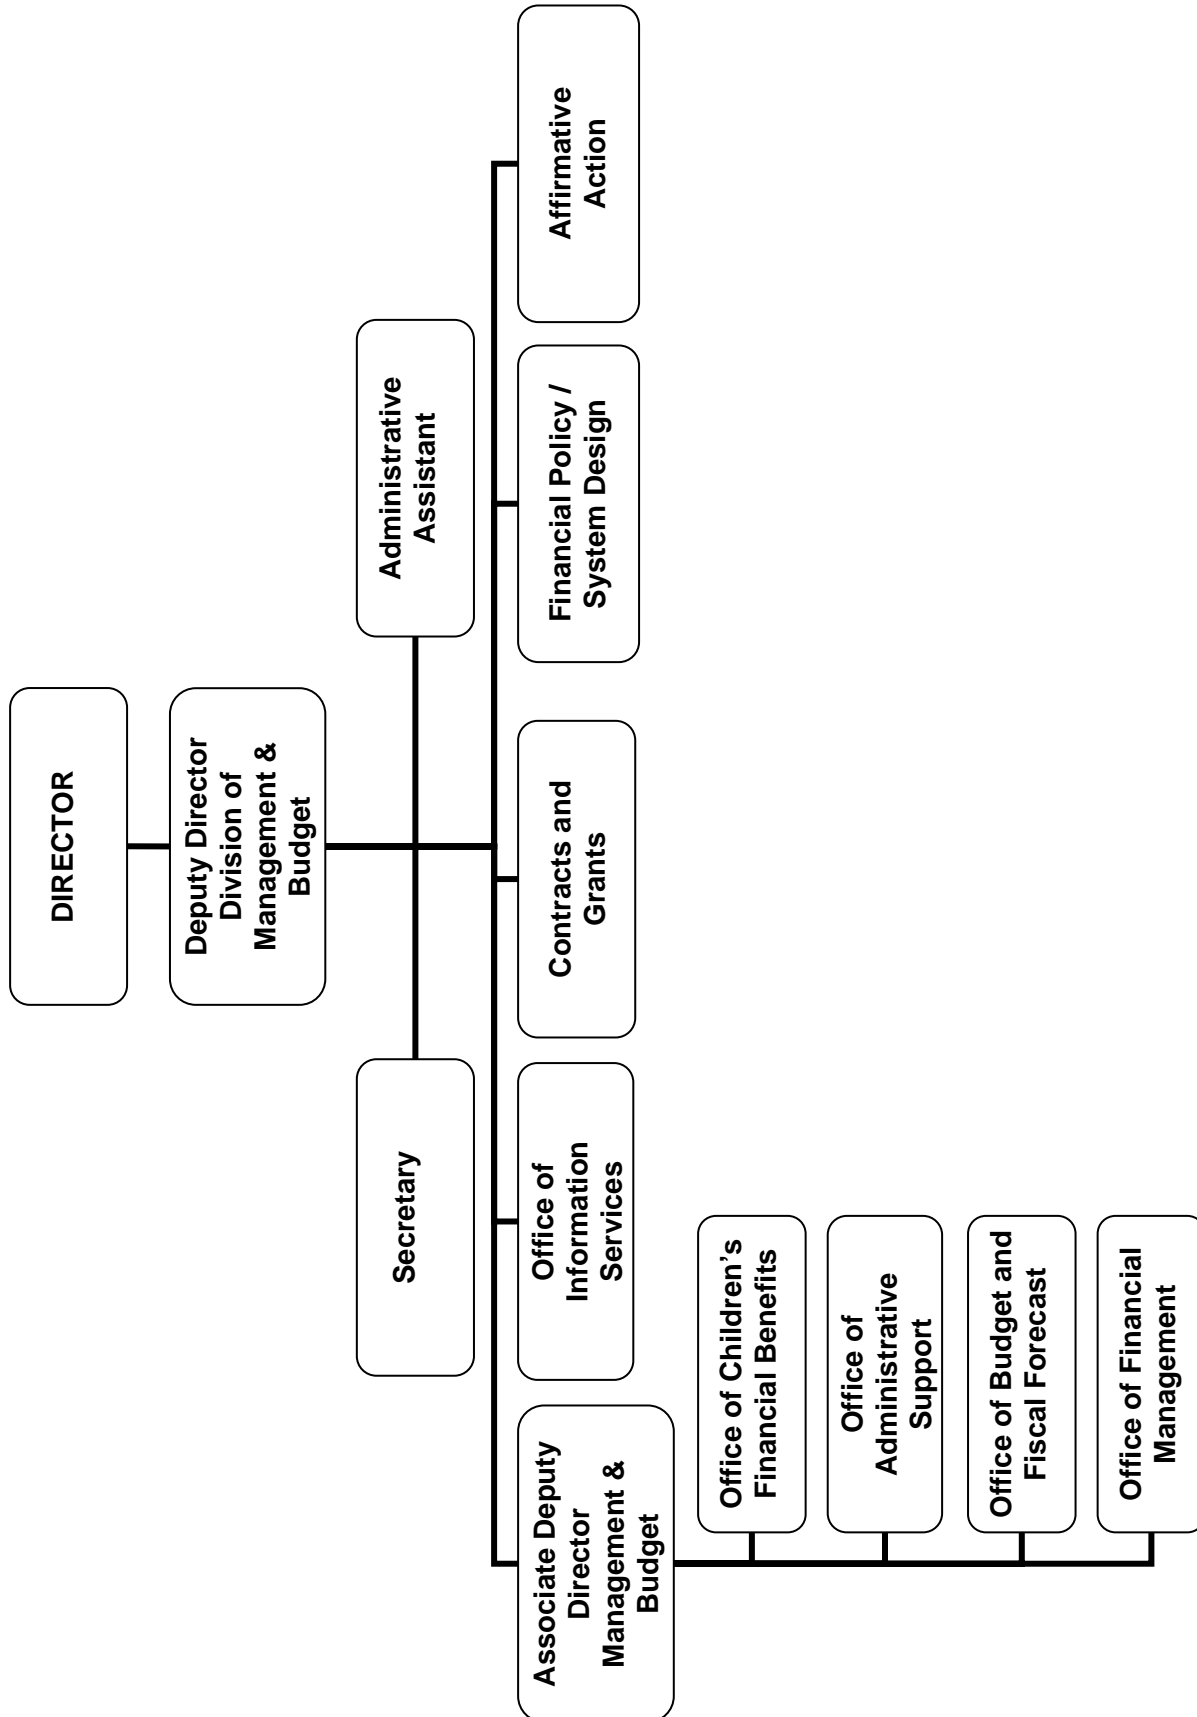 DIRECTOR
Deputy Director
Division of
Management &
Budget
Secretary
Administrative
Assistant
Associate Deputy
Director
Management &
Budget
Office of
Information
Services
Contracts and
Grants
Financial Policy /
System Design
Affirmative
Action
Office of Children’s
Financial Benefits
Office of
Administrative
Support
Office of Budget and
Fiscal Forecast
Office of Financial
Management